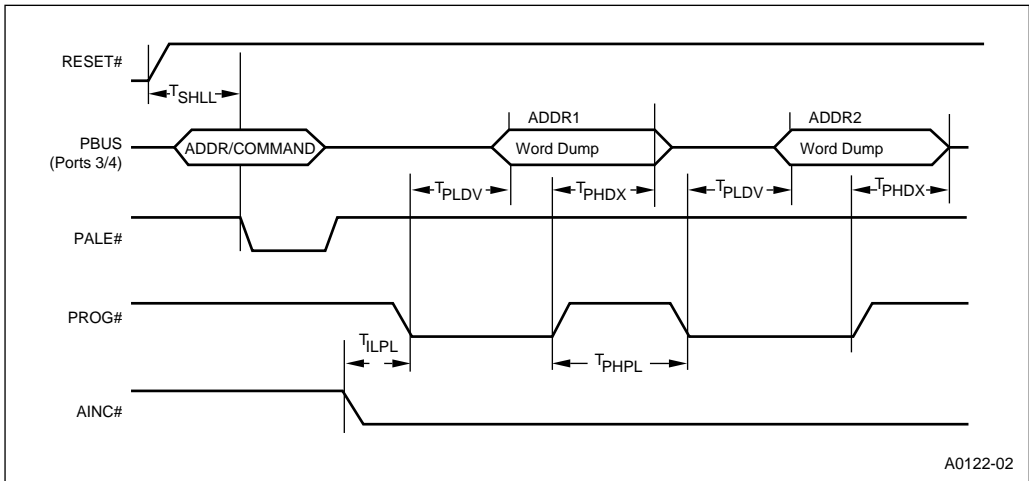 RESET#
TSHLL
ADDR1
ADDR2
PBUS
(Ports 3/4)
ADDR/COMMAND
Word Dump
Word Dump
TPLDV
TPHDX
TPLDV
TPHDX
PALE#
PROG#
TILPL
TPHPL
AINC#
A0122-02